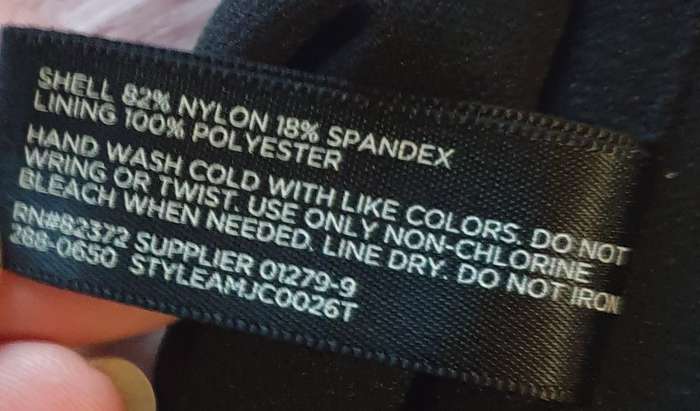 SHELL 82% NYLON 18% SPANDEX
LINING 100% POLYESTER
HAND WASH COLD WITH LIKE COLORS. DO NOT
WRING OR TWIST. USE ONLY NON-CHLORINE
BLEACH WHEN NEEDED. LINE DRY. DO NOT IRON
RN#82372 SUPPLIER 01279-9
288-0650 STYLEAMJC0026T